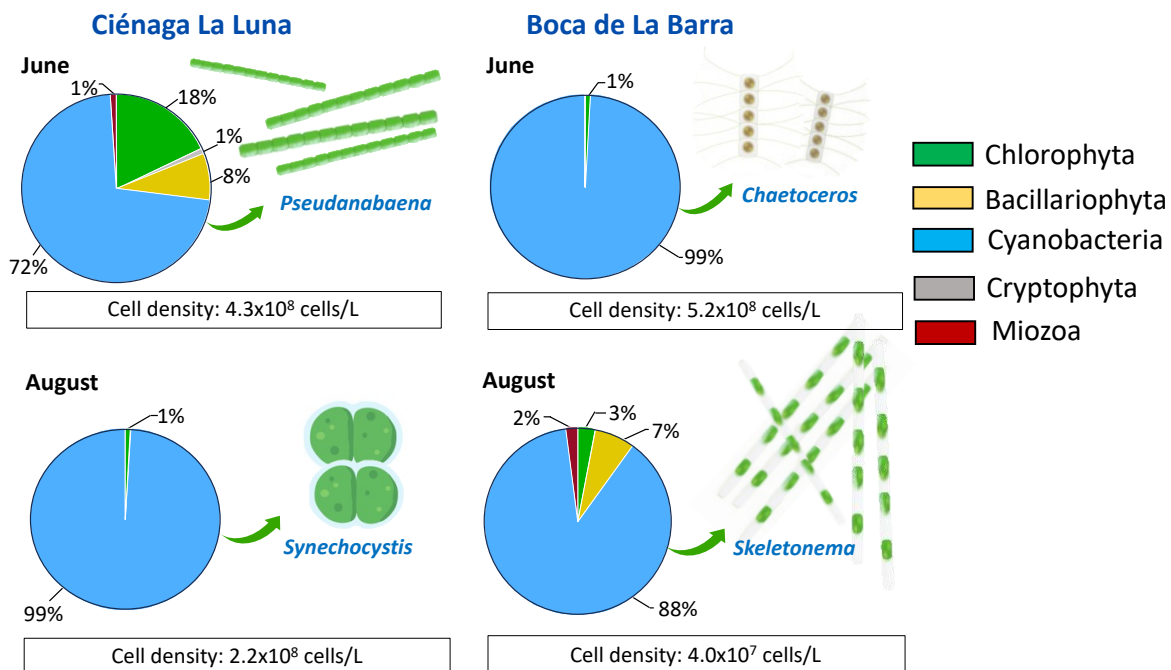 Ciénaga La Luna
June
1%
18%
1%
8%
72%
Pseudanabaena
Cell density: 4.3x10⁸ cells/L
August
1%
99%
Synechocystis
Cell density: 2.2x10⁸ cells/L
Boca de La Barra
June
1%
99%
Chaetoceros
Cell density: 5.2x10⁸ cells/L
August
2%
3%
7%
88%
Skeletonema
Cell density: 4.0x10⁷ cells/L
Chlorophyta
Bacillariophyta
Cyanobacteria
Cryptophyta
Miozoa